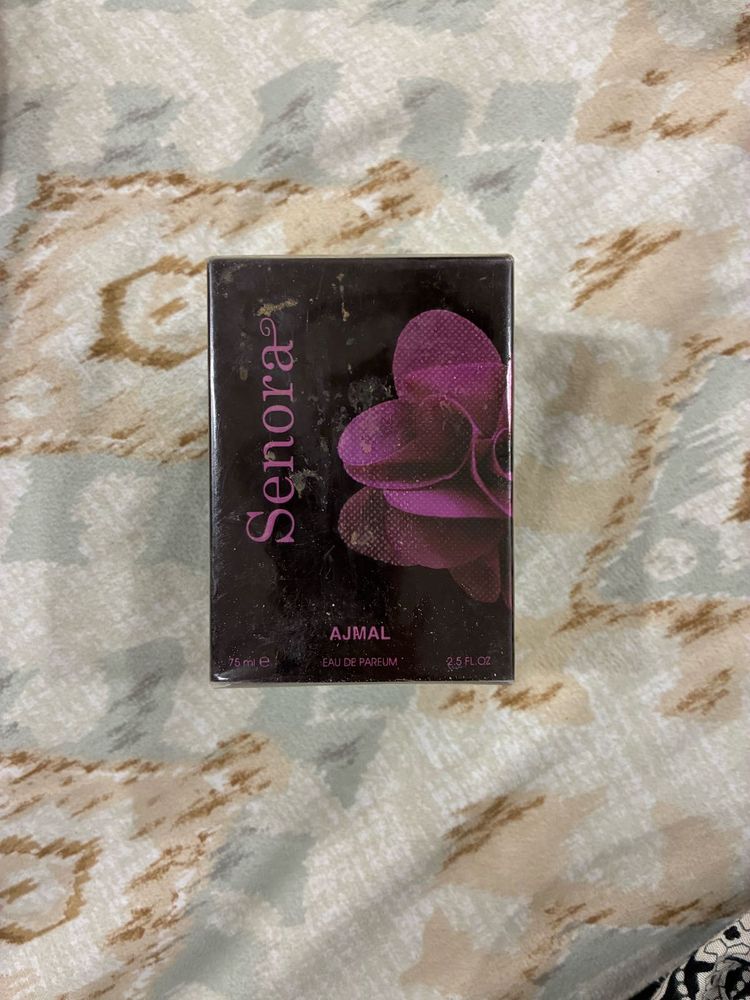 Senora
AJMAL
75 ml ℮ EAU DE PARFUM 2.5 FL.OZ